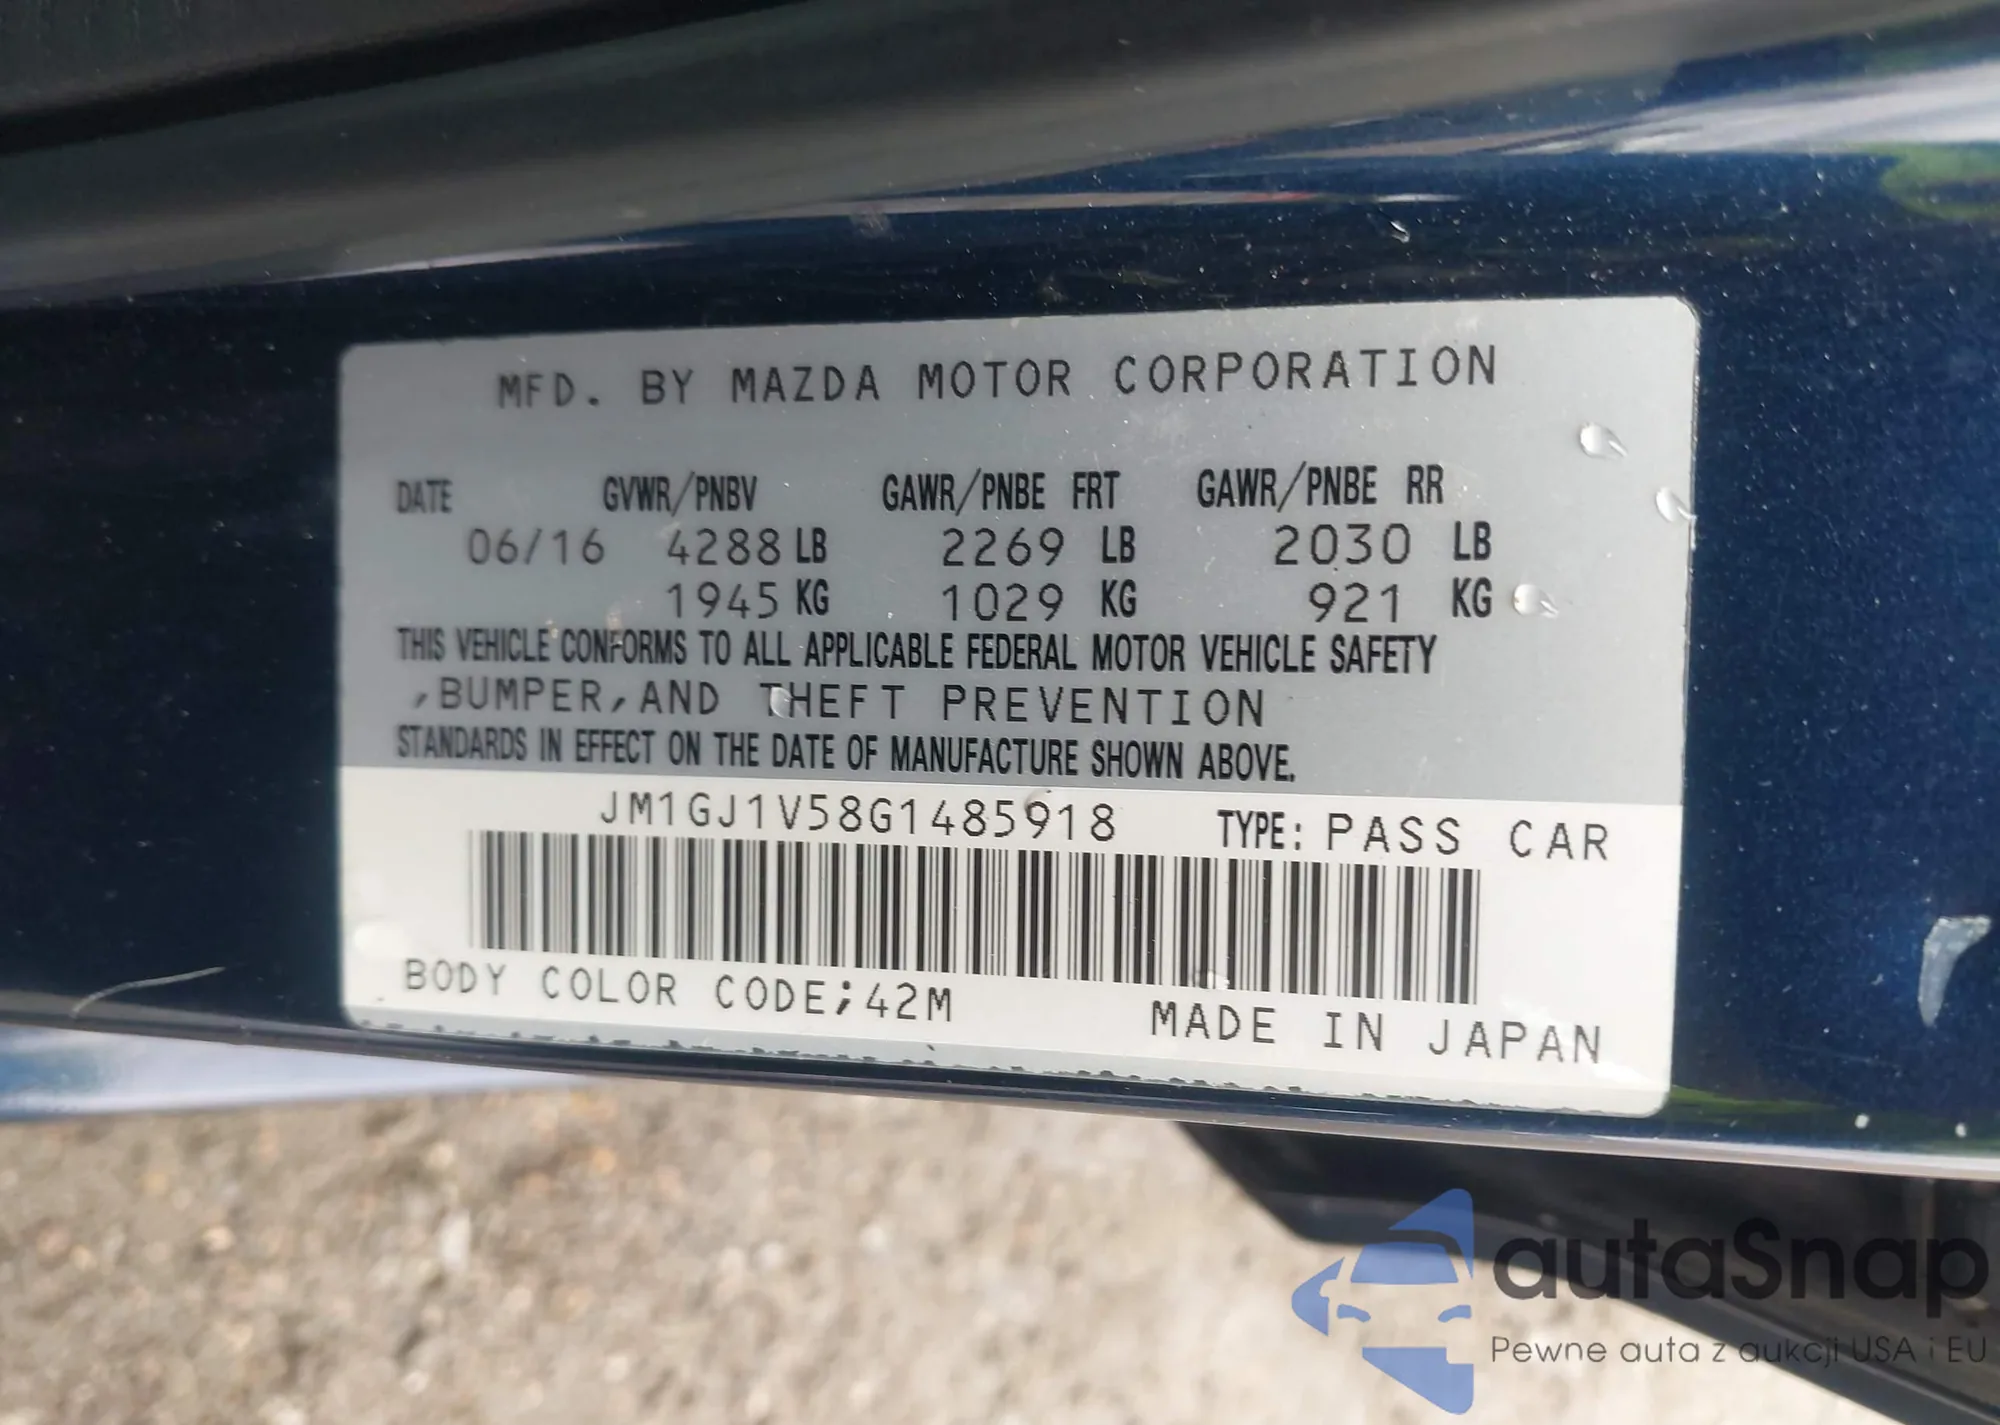 MFD. BY MAZDA MOTOR CORPORATION
DATE GVWR/PNBV GAWR/PNBE FRT GAWR/PNBE RR
06/16 4288 LB 2269 LB 2030 LB
1945 KG 1029 KG 921 KG
THIS VEHICLE CONFORMS TO ALL APPLICABLE FEDERAL MOTOR VEHICLE SAFETY
,BUMPER,AND THEFT PREVENTION
STANDARDS IN EFFECT ON THE DATE OF MANUFACTURE SHOWN ABOVE.
JM1GJ1V58G1485918 TYPE: PASS CAR
BODY COLOR CODE;42M MADE IN JAPAN
autaSnap
Pewne auta z aukcji USA i EU